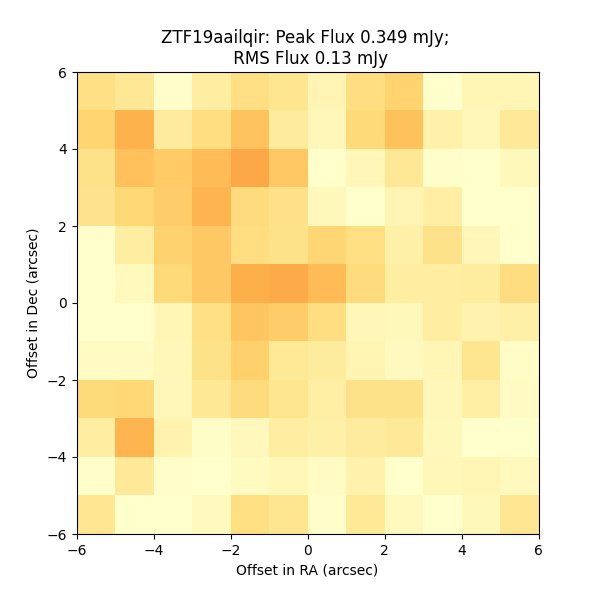 ZTF19aailqir: Peak Flux 0.349 mJy;
RMS Flux 0.13 mJy
6
4
2
0
−2
−4
−6
Offset in Dec (arcsec)
−6 −4 −2 0 2 4 6
Offset in RA (arcsec)